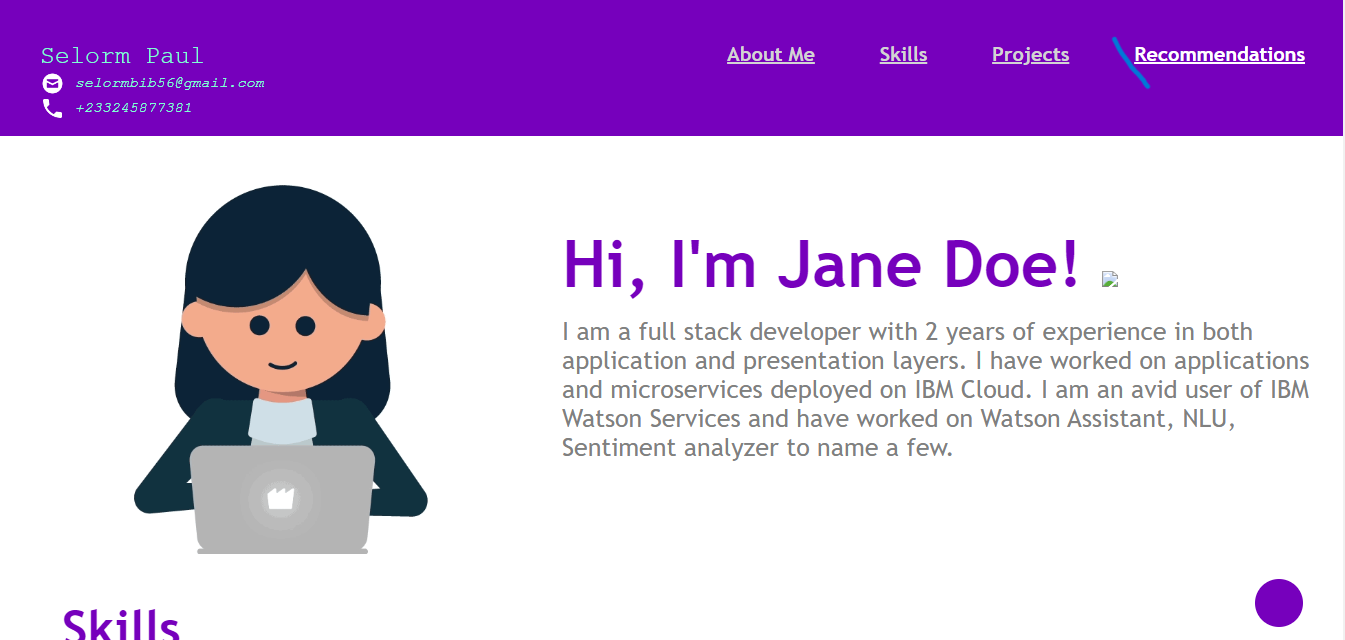 Selorm Paul
selormbib56@gmail.com
+233245877381
About Me
Skills
Projects
Recommendations
Hi, I'm Jane Doe!
I am a full stack developer with 2 years of experience in both
application and presentation layers. I have worked on applications
and microservices deployed on IBM Cloud. I am an avid user of IBM
Watson Services and have worked on Watson Assistant, NLU,
Sentiment analyzer to name a few.
Skills